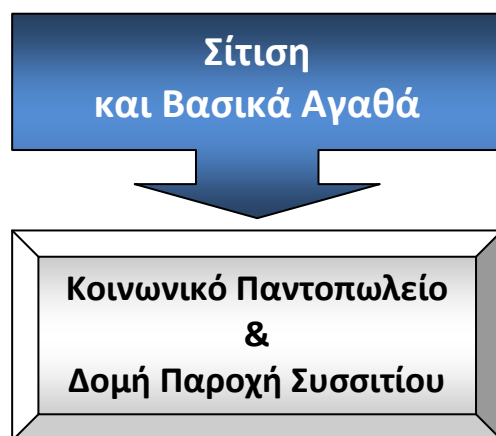 Σίτιση
και Βασικά Αγαθά
Κοινωνικό Παντοπωλείο
&
Δομή Παροχή Συσσιτίου